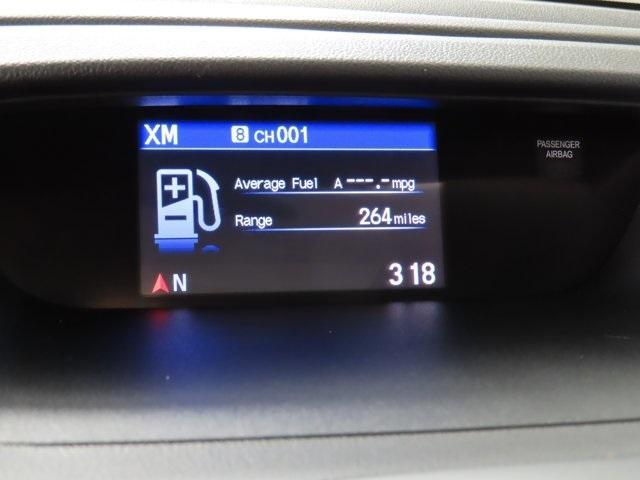 XM 8 CH001
PASSENGER
AIRBAG
Average Fuel A ---.- mpg
Range 264 miles
N 3 18